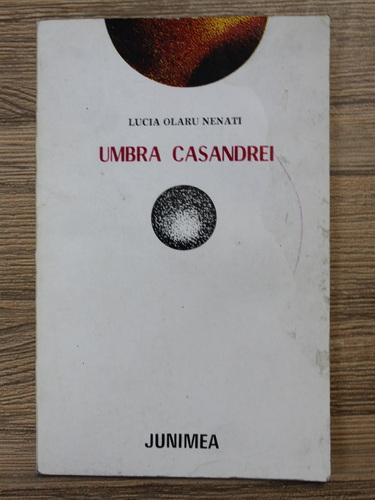 LUCIA OLARU NENATI
UMBRA CASANDREI
JUNIMEA